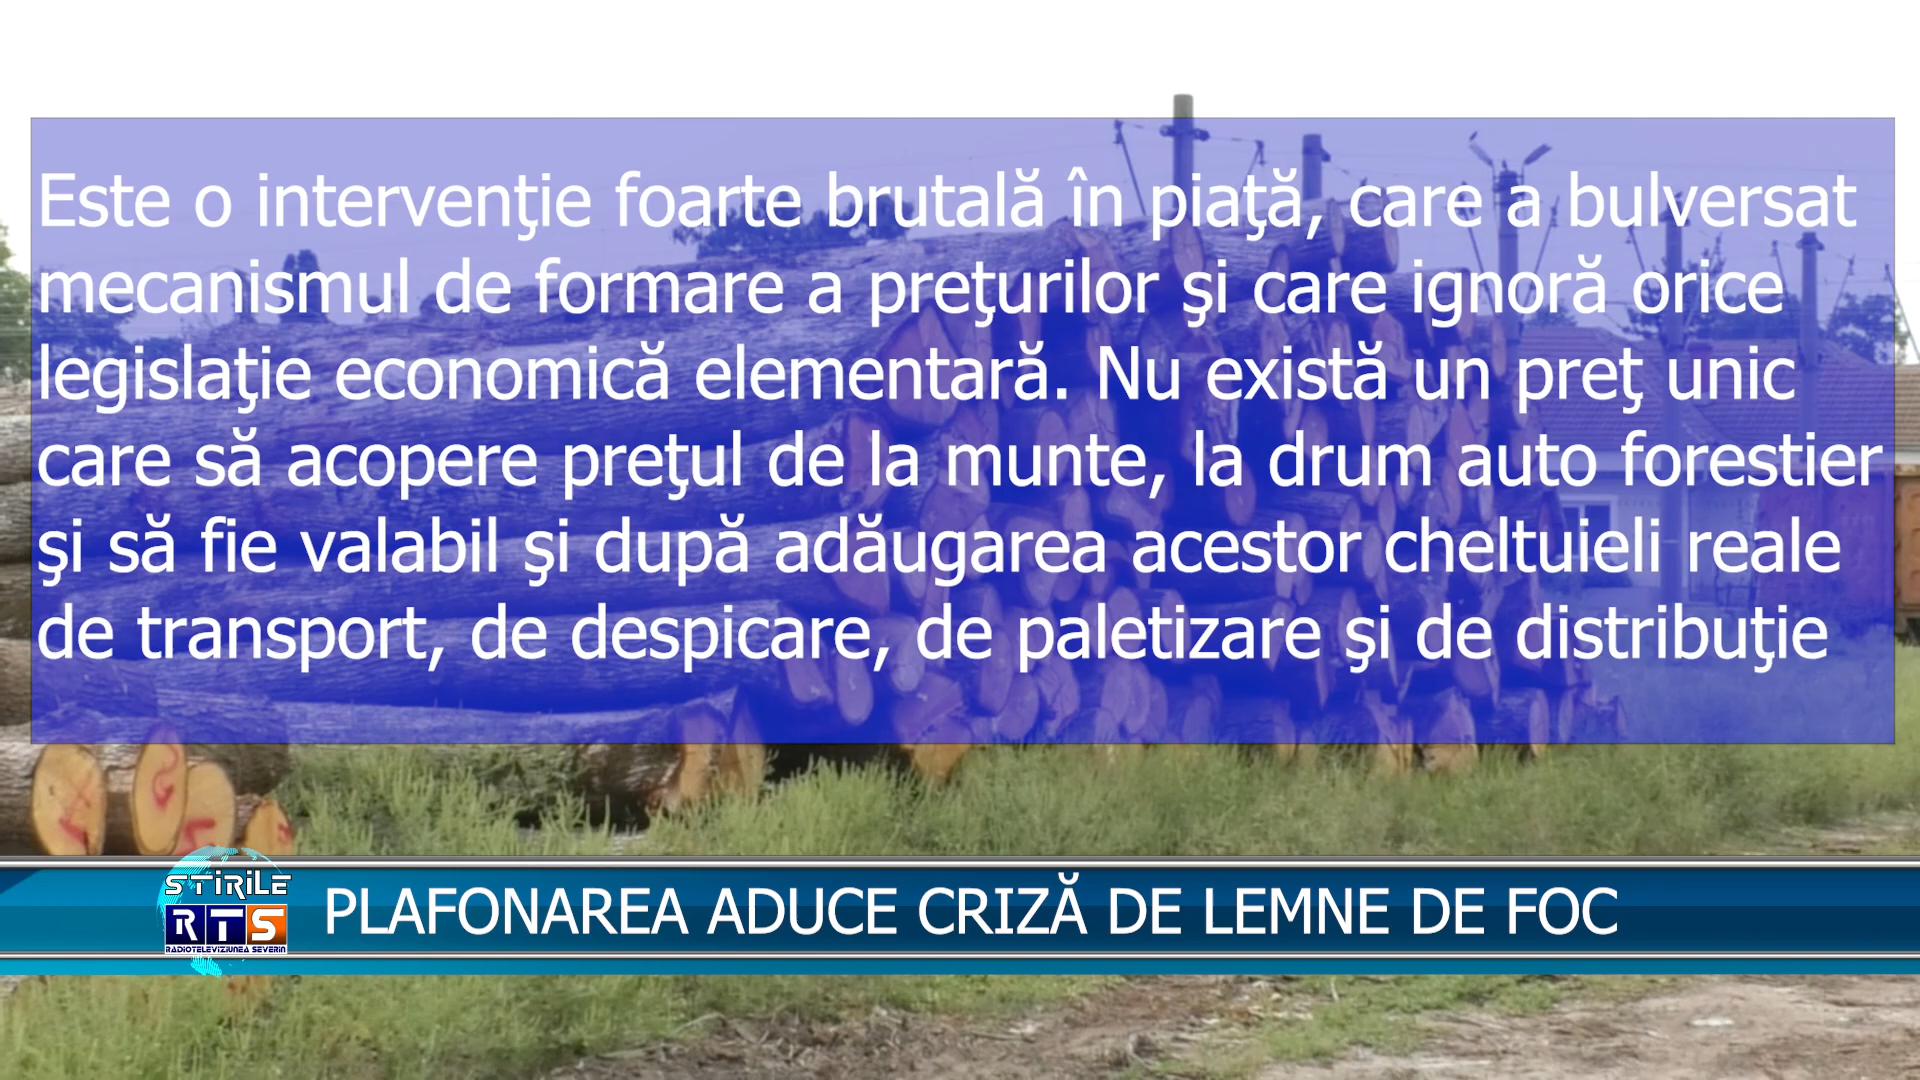 Este o intervenţie foarte brutală în piaţă, care a bulversat
mecanismul de formare a preţurilor şi care ignoră orice
legislaţie economică elementară. Nu există un preţ unic
care să acopere preţul de la munte, la drum auto forestier
şi să fie valabil şi după adăugarea acestor cheltuieli reale
de transport, de despicare, de paletizare şi de distribuţie
STIRILE
RTS
RADIOTELEVIZIUNEA SEVERIN
PLAFONAREA ADUCE CRIZĂ DE LEMNE DE FOC